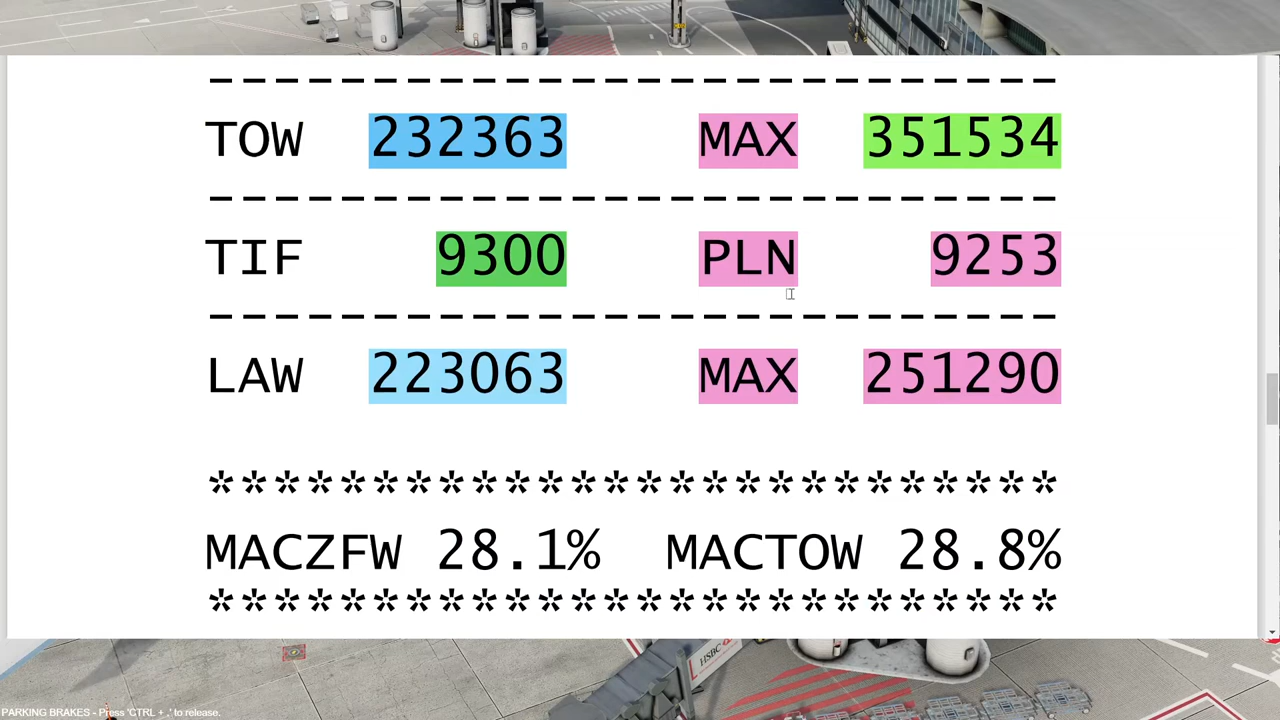 --------------------------
TOW 232363 MAX 351534
--------------------------
TIF 9300 PLN 9253
--------------------------
LAW 223063 MAX 251290
**************************
MACZFW 28.1% MACTOW 28.8%
**************************
HSBC
PARKING BRAKES - Press 'CTRL + ,' to release.